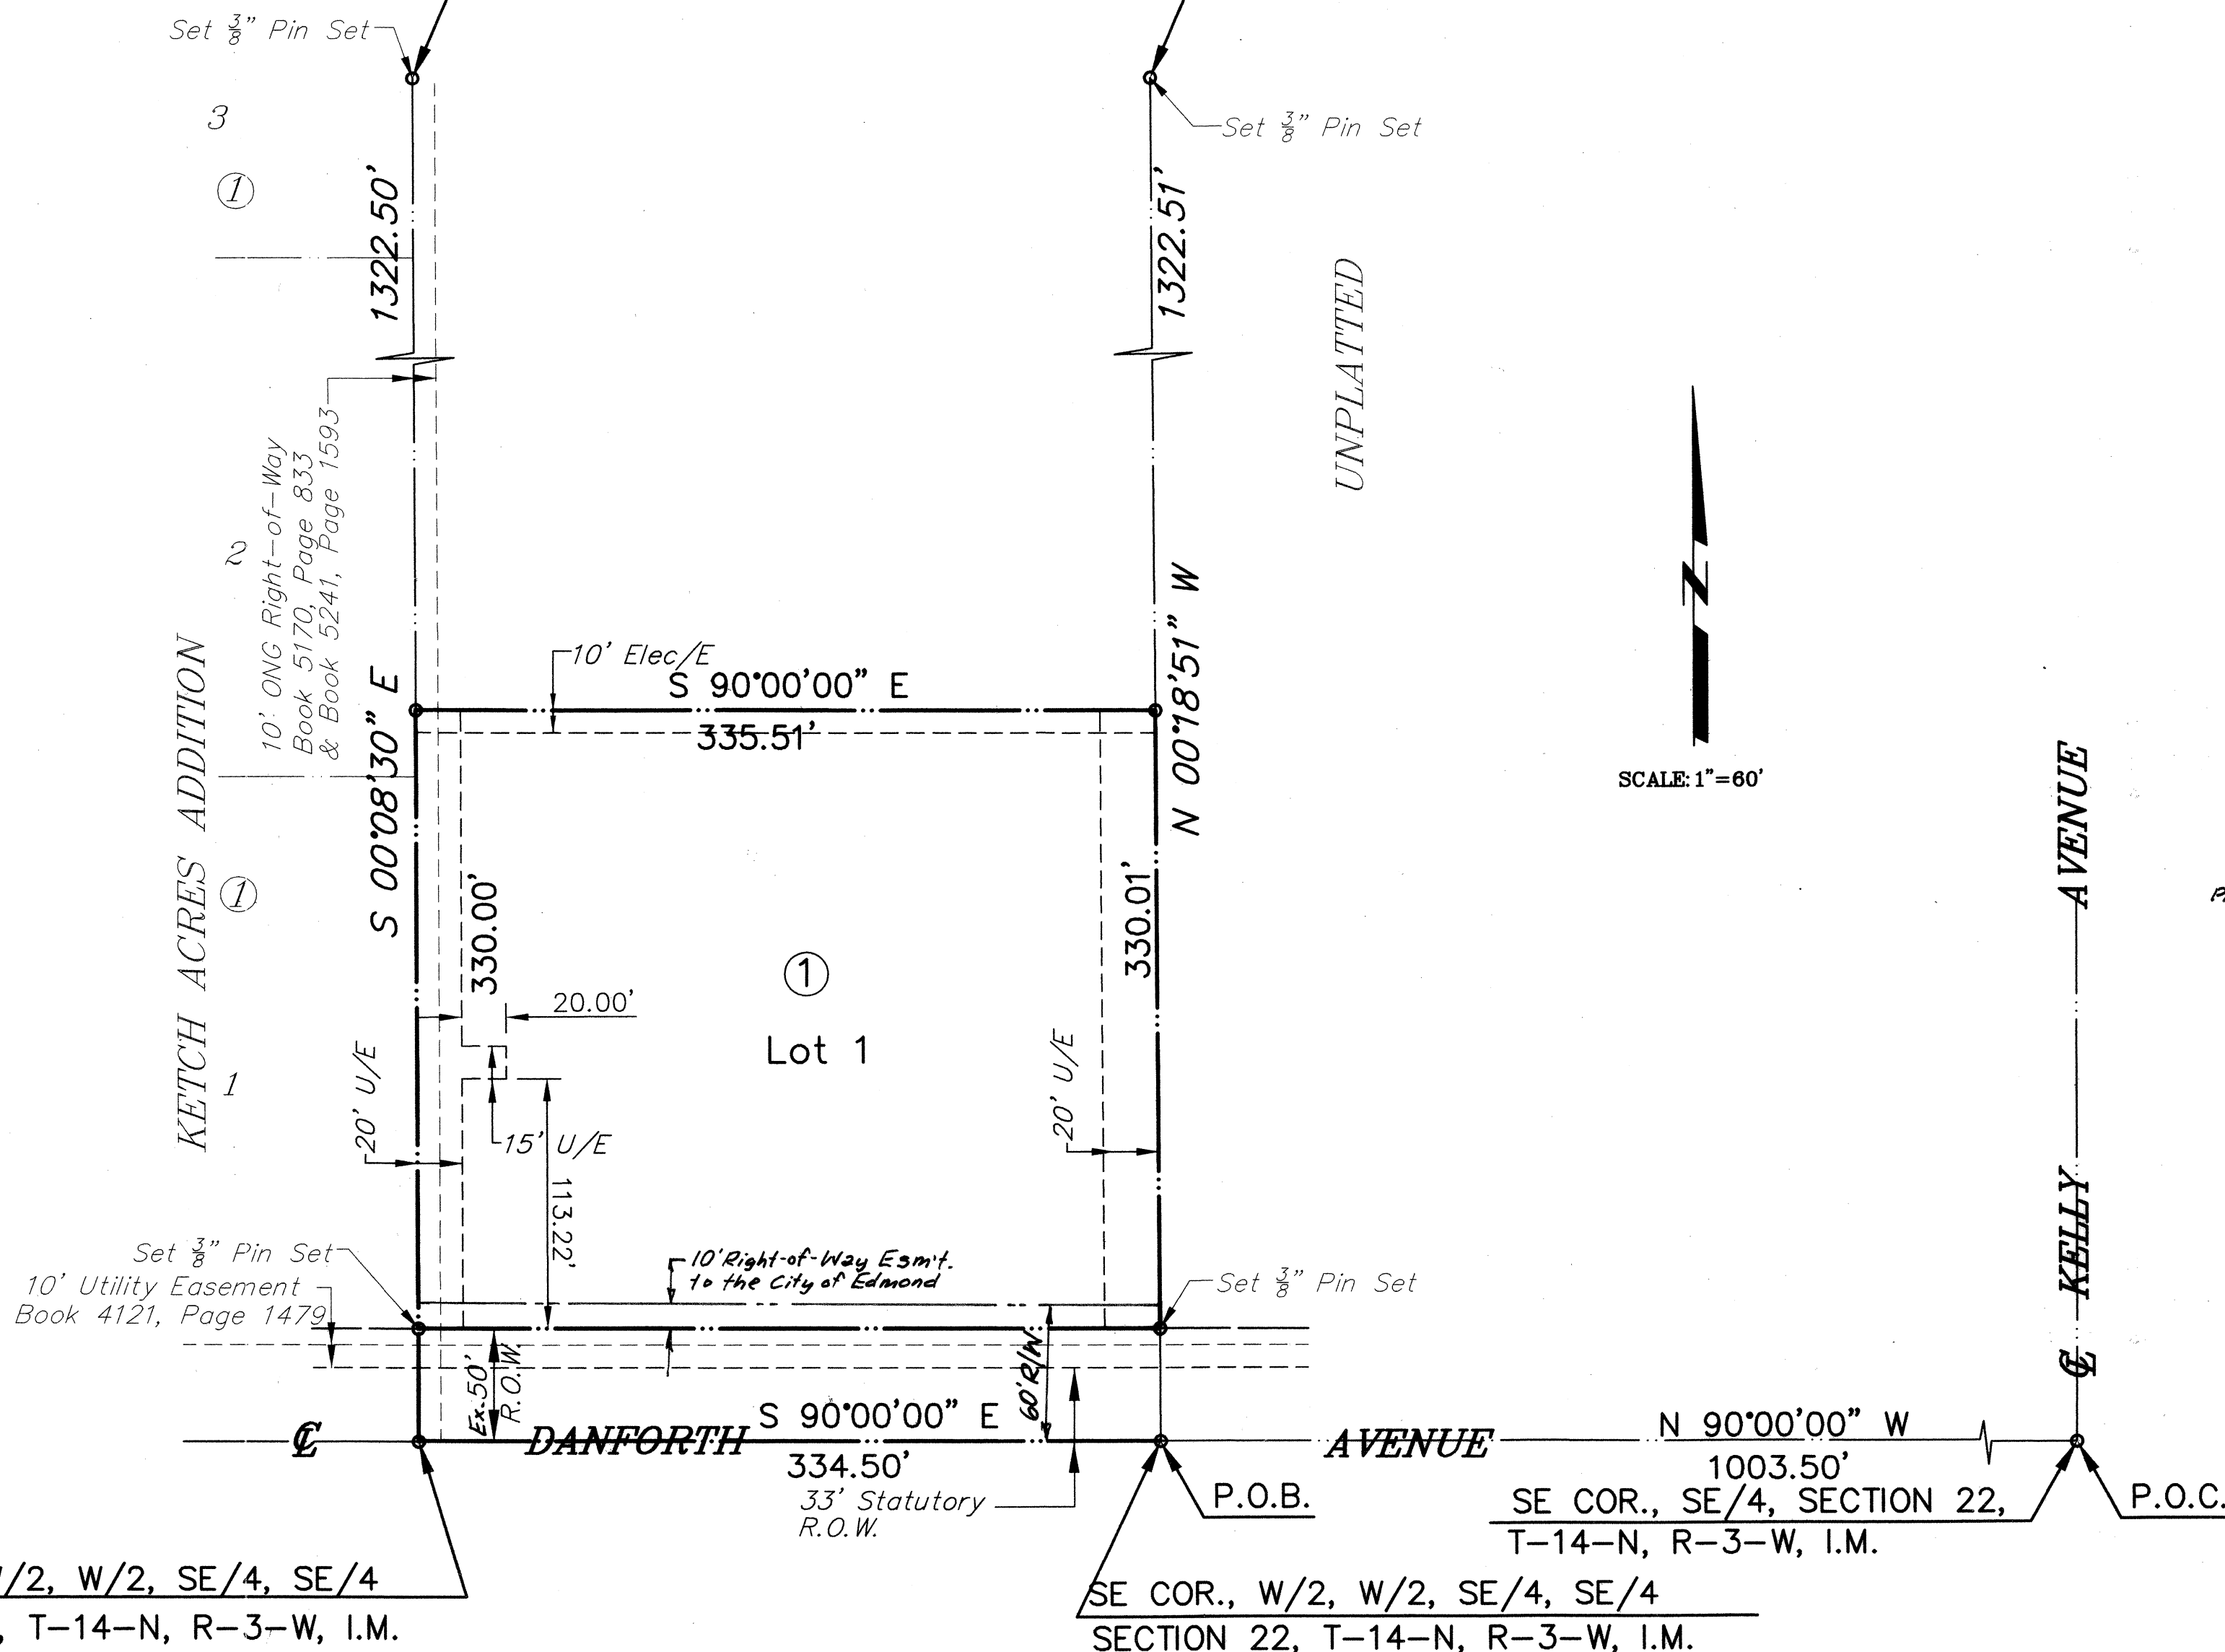 Set 3/8" Pin Set
3
①
1322.50'
1322.51'
Set 3/8" Pin Set
UNPLATTED
10' ONG Right-of-Way
Book 5170, Page 833
& Book 5241, Page 1593
2
KETCH ACRES ADDITION
①
1
S 00°08'30" E
N 00°18'51" W
10' Elec/E
S 90°00'00" E
335.51'
N
SCALE: 1"=60'
330.00'
330.01'
20.00'
①
Lot 1
20' U/E
20' U/E
15' U/E
113.22'
AVENUE
KELLY
℄
Set 3/8" Pin Set
10' Utility Easement
Book 4121, Page 1479
10' Right-of-Way Esm't.
to the City of Edmond
Set 3/8" Pin Set
Ex. 50'
R.O.W.
60' R/W
℄
DANFORTH
S 90°00'00" E
334.50'
AVENUE
N 90°00'00" W
1003.50'
33' Statutory
R.O.W.
P.O.B.
SE COR., SE/4, SECTION 22,
T-14-N, R-3-W, I.M.
P.O.C.
/2, W/2, SE/4, SE/4
, T-14-N, R-3-W, I.M.
SE COR., W/2, W/2, SE/4, SE/4
SECTION 22, T-14-N, R-3-W, I.M.